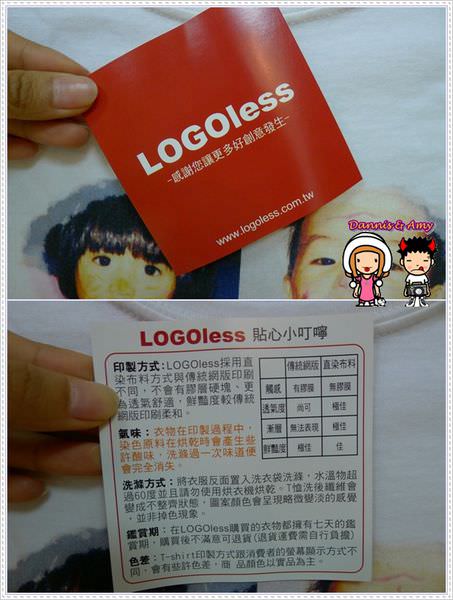 LOGOless
-感謝您讓更多好創意發生-
www.logoless.com.tw
Dannis & Amy
LOGOless 貼心小叮嚀
印製方式:LOGOless採用直
染布料方式與傳統網版印刷
不同，不會有膠層硬塊、更
為透氣舒適，鮮豔度較傳統
網版印刷柔和。
傳統網版 直染布料
觸感 有膠膜 無膠膜
透氣度 尚可 極佳
漸層 無法表現 極佳
鮮豔度 極佳 佳
氣味：衣物在印製過程中，
染色原料在烘乾時會產生些
許酸味，洗滌過一次味道便
會完全消失。
洗滌方式：將衣服反面置入洗衣袋洗滌，水溫勿超
過60度並且請勿使用烘衣機烘乾。T恤洗後纖維會
變成不整齊狀態，圖案顏色會呈現略微變淡的感覺
，並非掉色現象。
鑑賞期：在LOGOless購買的衣物都擁有七天的鑑
賞期，購買後不滿意可退貨(退貨運費需自行負擔)
色差：T-shirt印製方式跟消費者的螢幕顯示方式不
同，會有些許色差，商 品顏色以實品為主。